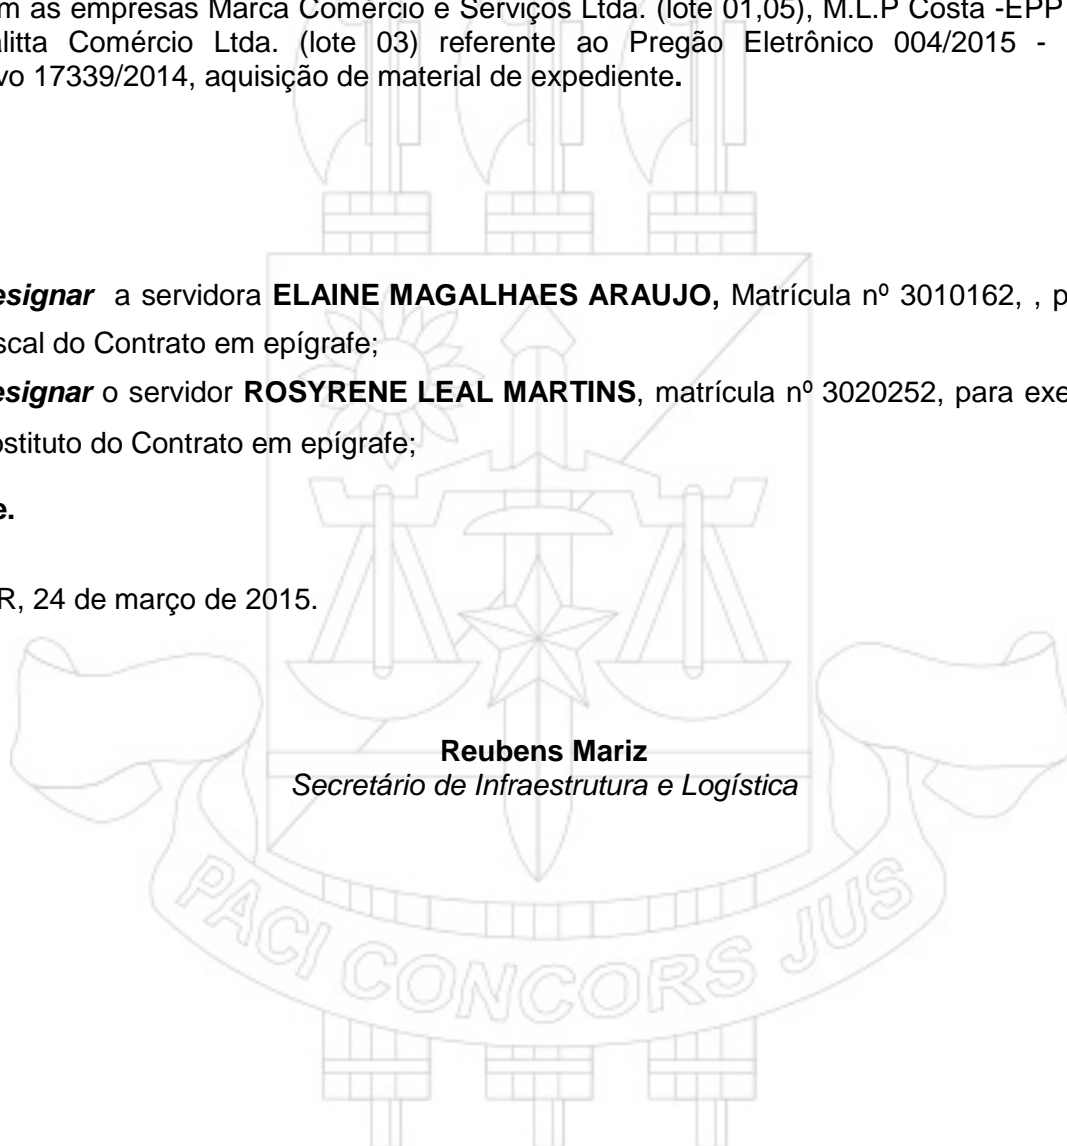 m as empresas Marca Comércio e Serviços Ltda. (lote 01,05), M.L.P Costa -EPP
alitta Comércio Ltda. (lote 03) referente ao Pregão Eletrônico 004/2015 -
vo 17339/2014, aquisição de material de expediente.
esignar a servidora ELAINE MAGALHAES ARAUJO, Matrícula nº 3010162, , p
scal do Contrato em epígrafe;
esignar o servidor ROSYRENE LEAL MARTINS, matrícula nº 3020252, para exe
ostituto do Contrato em epígrafe;
e.
R, 24 de março de 2015.
Reubens Mariz
Secretário de Infraestrutura e Logística
PACI CONCORS JUS